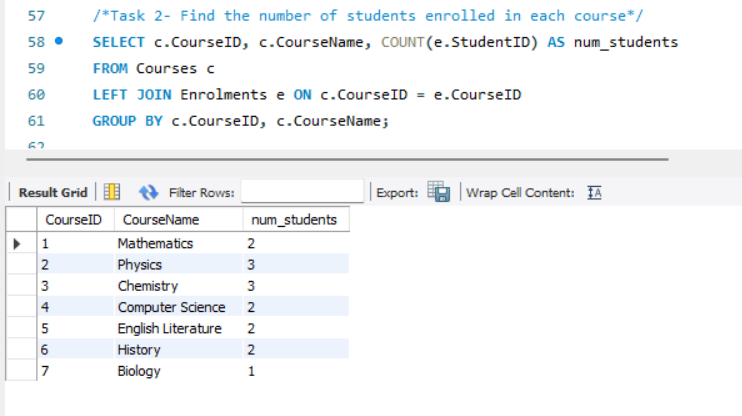 57 /*Task 2- Find the number of students enrolled in each course*/
58 SELECT c.CourseID, c.CourseName, COUNT(e.StudentID) AS num_students
59 FROM Courses c
60 LEFT JOIN Enrolments e ON c.CourseID = e.CourseID
61 GROUP BY c.CourseID, c.CourseName;
62
Result Grid Filter Rows: Export: Wrap Cell Content:
CourseID CourseName num_students
1 Mathematics 2
2 Physics 3
3 Chemistry 3
4 Computer Science 2
5 English Literature 2
6 History 2
7 Biology 1